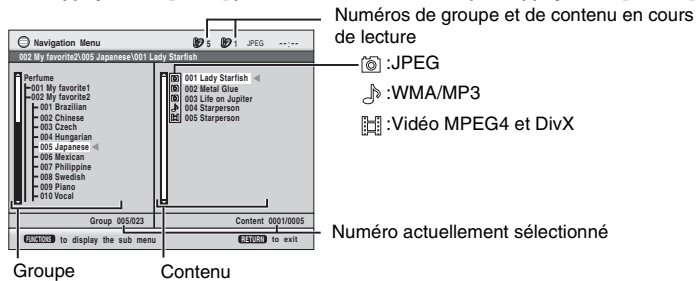 Numéros de groupe et de contenu en cours
de lecture
Navigation Menu
5
1
JPEG
--:--
002 My favorite2\005 Japanese\001 Lady Starfish
Perfume
001 My favorite1
002 My favorite2
001 Brazilian
002 Chinese
003 Czech
004 Hungarian
005 Japanese
006 Mexican
007 Philippine
008 Swedish
009 Piano
010 Vocal
001 Lady Starfish
002 Metal Glue
003 Life on Jupiter
004 Starperson
005 Starperson
:JPEG
:WMA/MP3
:Vidéo MPEG4 et DivX
Group 005/023
Content 0001/0005
FUNCTIONS to display the sub menu
RETURN to exit
Numéro actuellement sélectionné
Groupe
Contenu